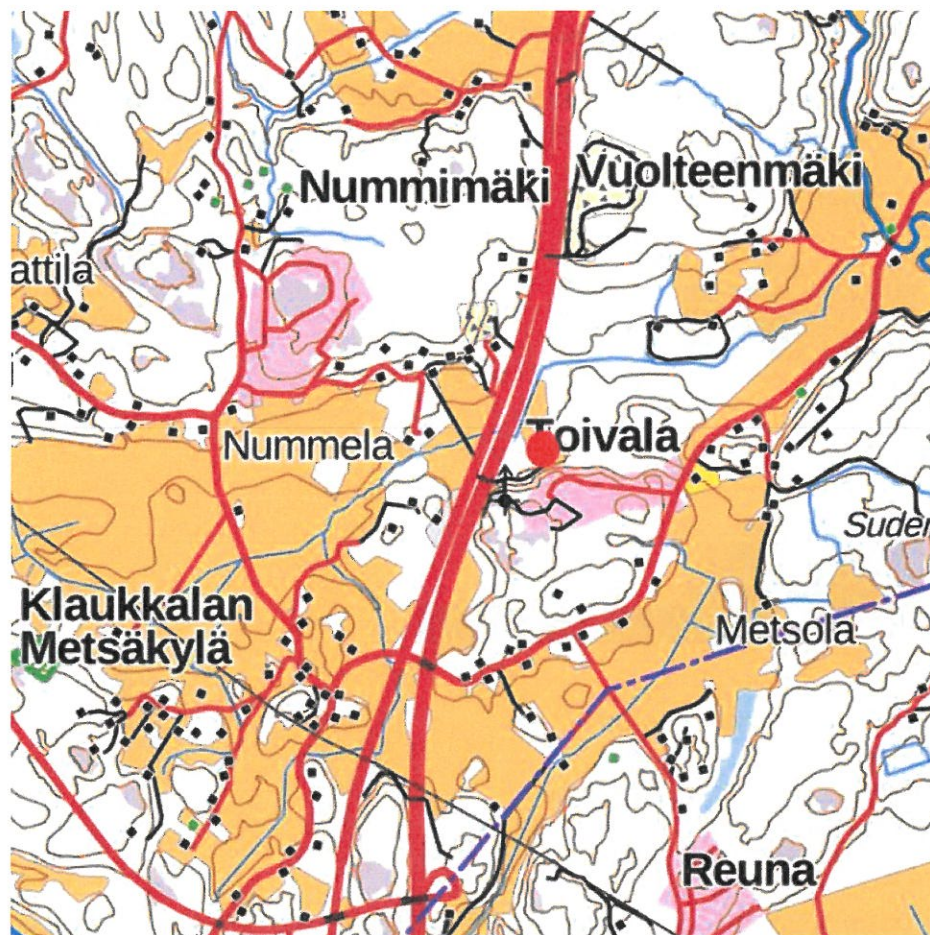 Nummimäki
Vuolteenmäki
attila
Nummela
Toivala
Suder
Klaukkalan
Metsäkylä
Metsola
Reuna